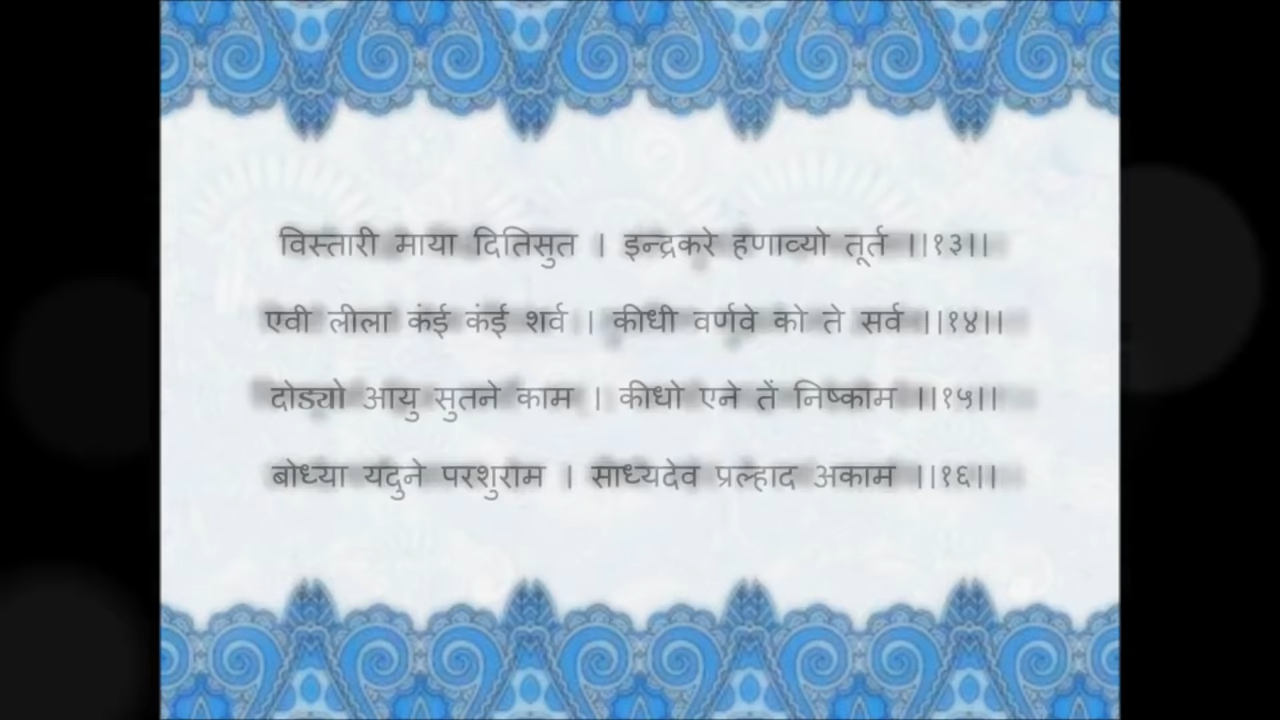 विस्तारी माया दितिसुत । इन्द्रकरे हणाव्यो तूर्त ।।१३।।
एवी लीला कंई कंई शर्व । कीधी वर्णवे को ते सर्व ।।१४।।
दोड्यो आयु सुतने काम । कीधो एने तें निष्काम ।।१५।।
बोध्या यदुने परशुराम । साध्यदेव प्रल्हाद अकाम ।।१६।।